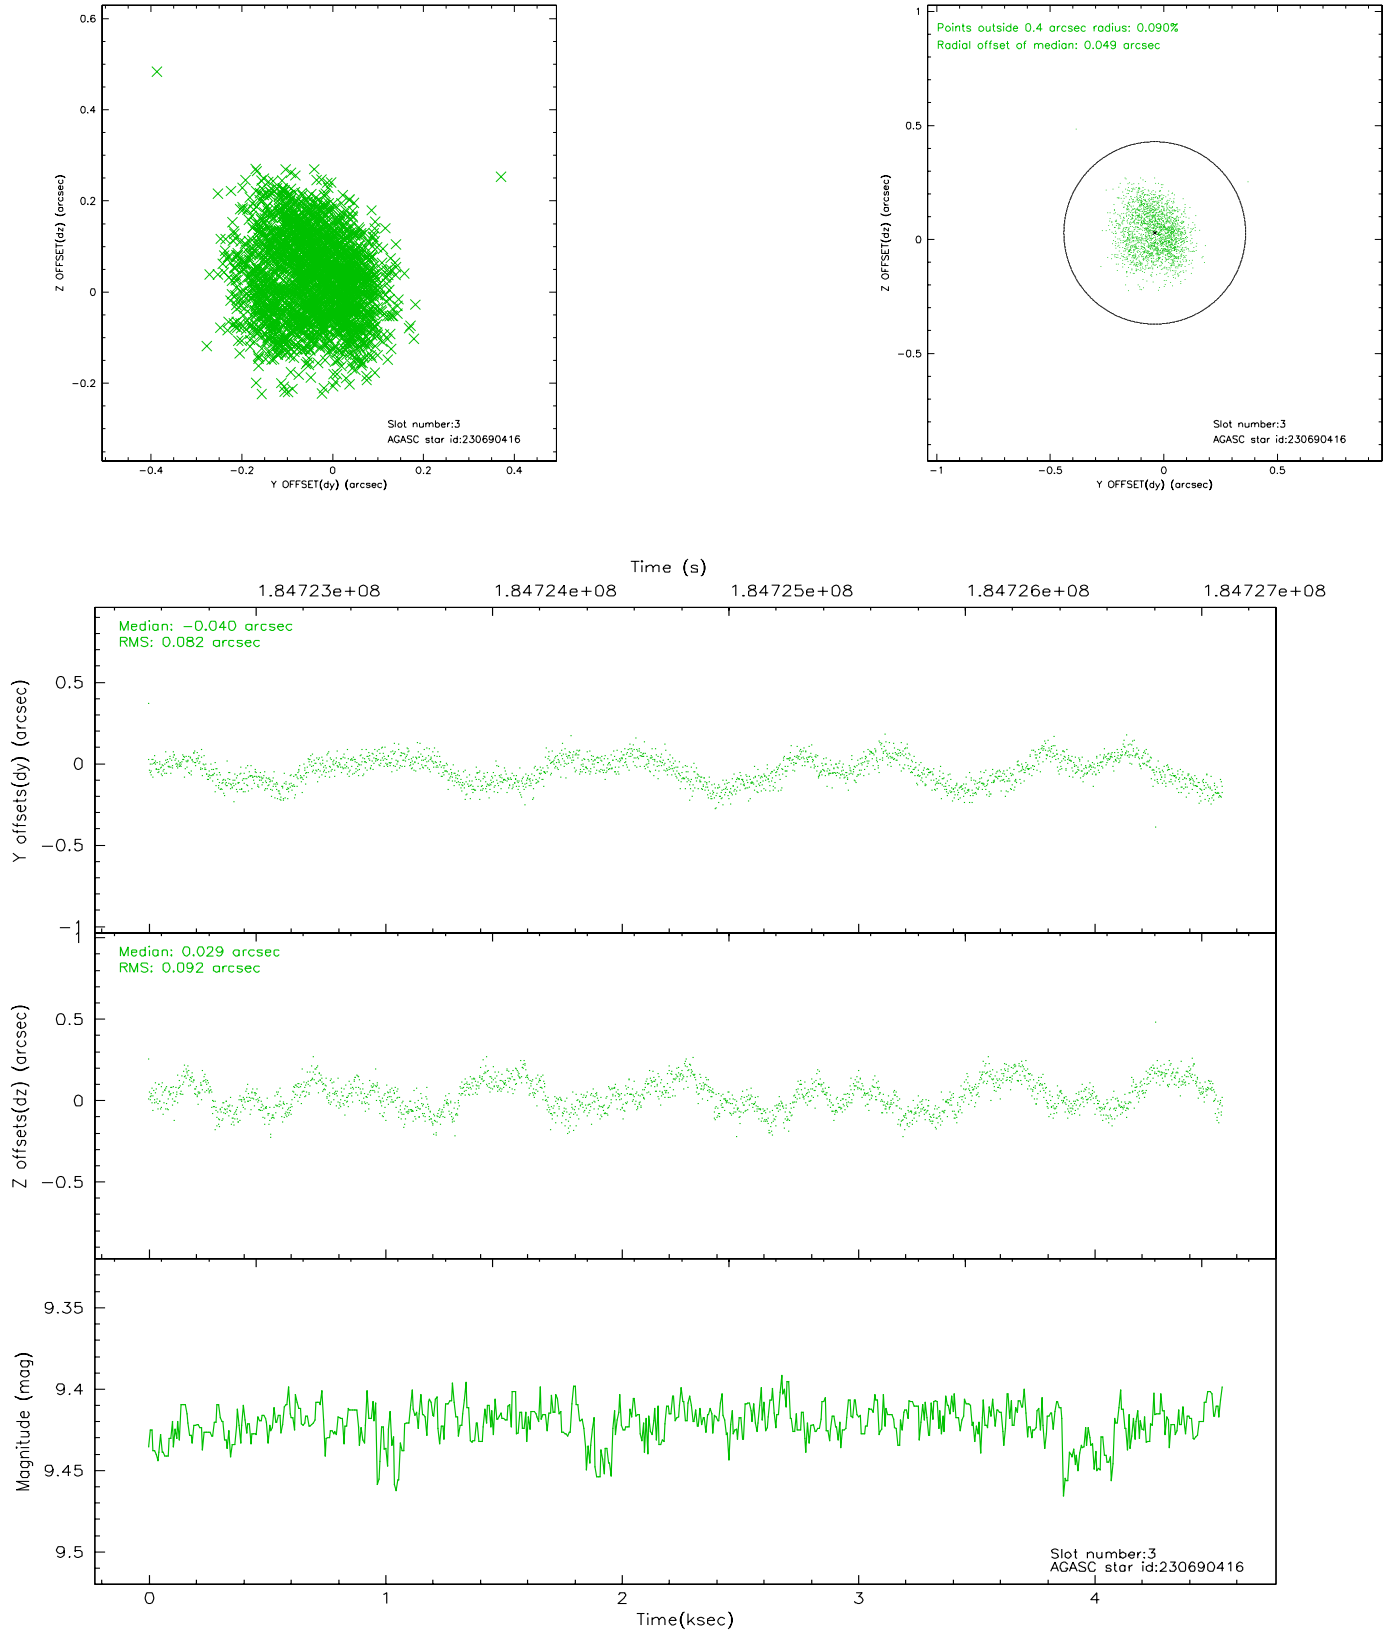 0.6
0.4
0.2
0
−0.2
Z OFFSET(dz) (arcsec)
−0.4
−0.2
0
0.2
0.4
Y OFFSET(dy) (arcsec)
Slot number:3
AGASC star id:230690416
Points outside 0.4 arcsec radius: 0.090%
Radial offset of median: 0.049 arcsec
1
0.5
0
−0.5
Z OFFSET(dz) (arcsec)
−1
−0.5
0
0.5
Y OFFSET(dy) (arcsec)
Slot number:3
AGASC star id:230690416
Time (s)
1.84723e+08
1.84724e+08
1.84725e+08
1.84726e+08
1.84727e+08
Median: −0.040 arcsec
RMS: 0.082 arcsec
0.5
0
−0.5
−1
Y offsets(dy) (arcsec)
Median: 0.029 arcsec
RMS: 0.092 arcsec
1
0.5
0
−0.5
Z offsets(dz) (arcsec)
9.35
9.4
9.45
9.5
Magnitude (mag)
Slot number:3
AGASC star id:230690416
0
1
2
3
4
Time(ksec)